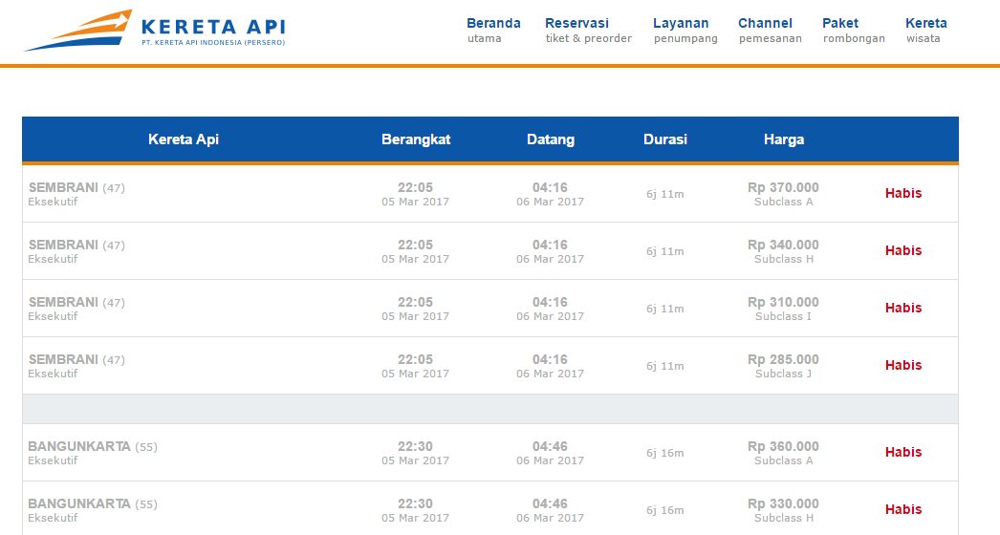 KERETA API
PT. KERETA API INDONESIA (PERSERO)
Beranda
utama
Reservasi
tiket & preorder
Layanan
penumpang
Channel
pemesanan
Paket
rombongan
Kereta
wisata
Kereta Api Berangkat Datang Durasi Harga
SEMBRANI (47) 22:05 04:16 6j 11m Rp 370.000 Habis
Eksekutif 05 Mar 2017 06 Mar 2017 Subclass A
SEMBRANI (47) 22:05 04:16 6j 11m Rp 340.000 Habis
Eksekutif 05 Mar 2017 06 Mar 2017 Subclass H
SEMBRANI (47) 22:05 04:16 6j 11m Rp 310.000 Habis
Eksekutif 05 Mar 2017 06 Mar 2017 Subclass I
SEMBRANI (47) 22:05 04:16 6j 11m Rp 285.000 Habis
Eksekutif 05 Mar 2017 06 Mar 2017 Subclass J
BANGUNKARTA (55) 22:30 04:46 6j 16m Rp 360.000 Habis
Eksekutif 05 Mar 2017 06 Mar 2017 Subclass A
BANGUNKARTA (55) 22:30 04:46 6j 16m Rp 330.000 Habis
Eksekutif 05 Mar 2017 06 Mar 2017 Subclass H